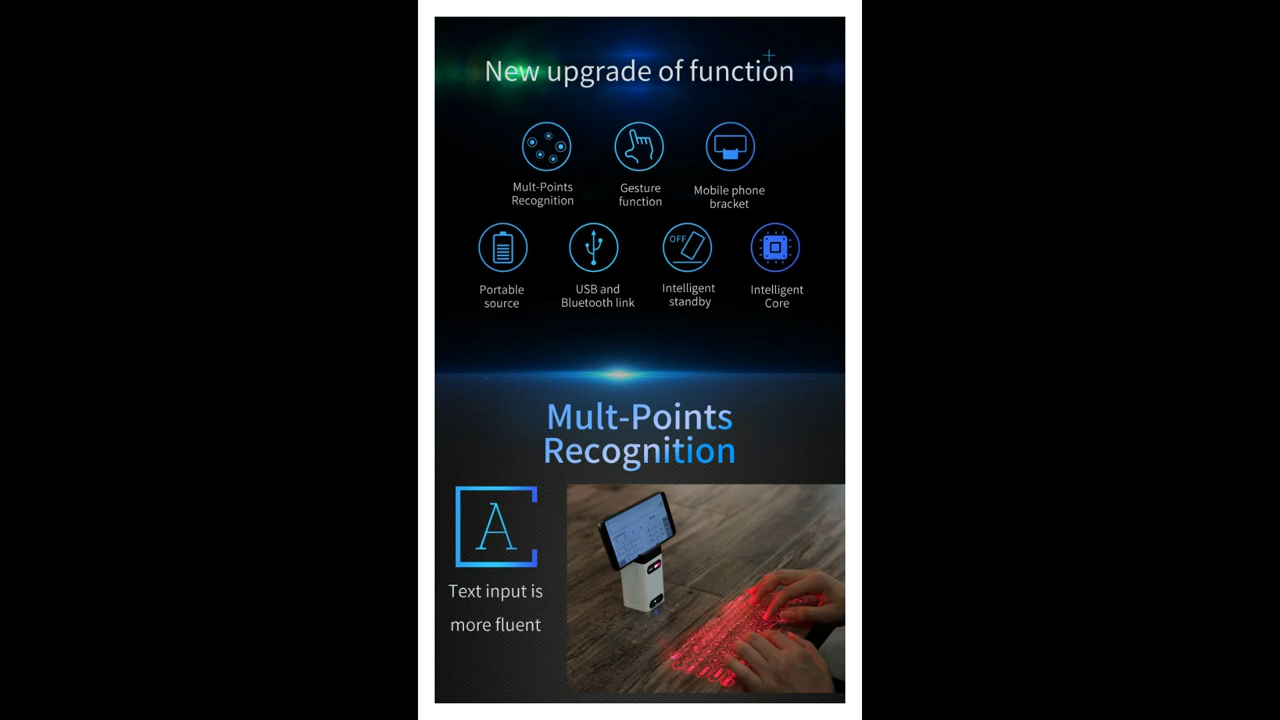 New upgrade of function
Mult-Points
Recognition
Gesture
function
Mobile phone
bracket
OFF
Portable
source
USB and
Bluetooth link
Intelligent
standby
Intelligent
Core
Mult-Points
Recognition
A
Text input is
more fluent